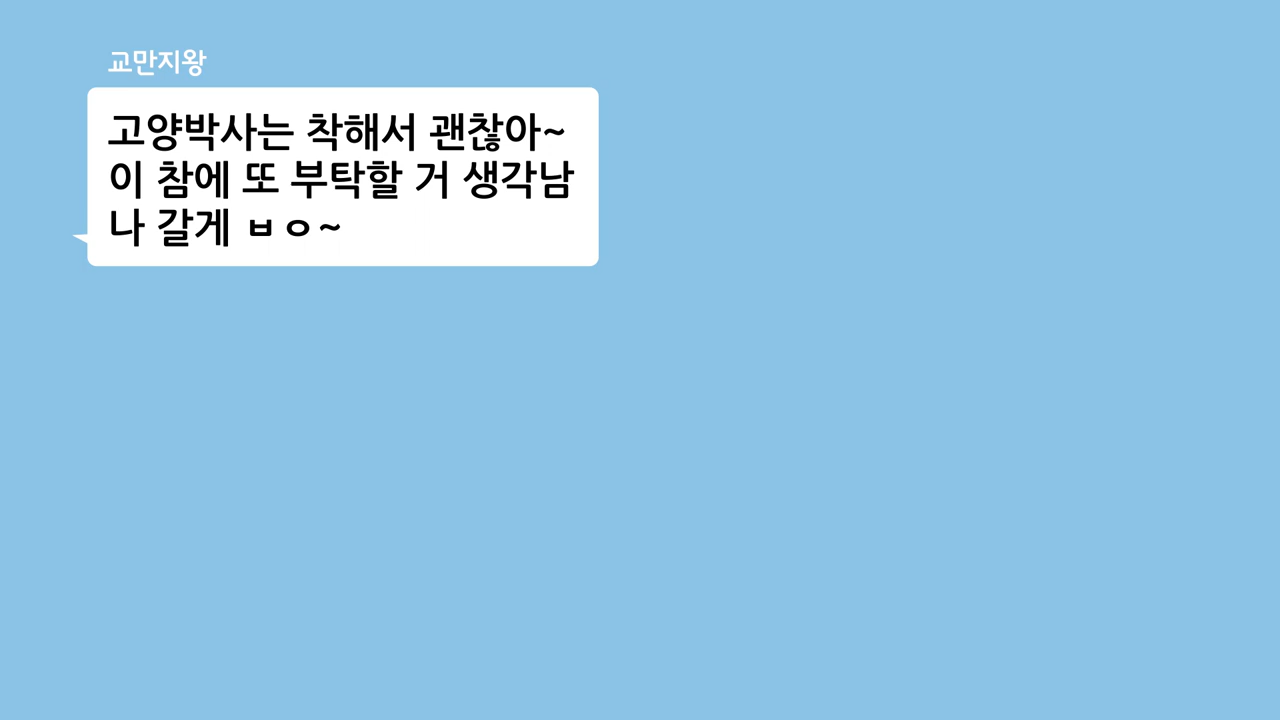 교만지왕
고양박사는 착해서 괜찮아~
이 참에 또 부탁할 거 생각남
나 갈게 ㅂㅇ~